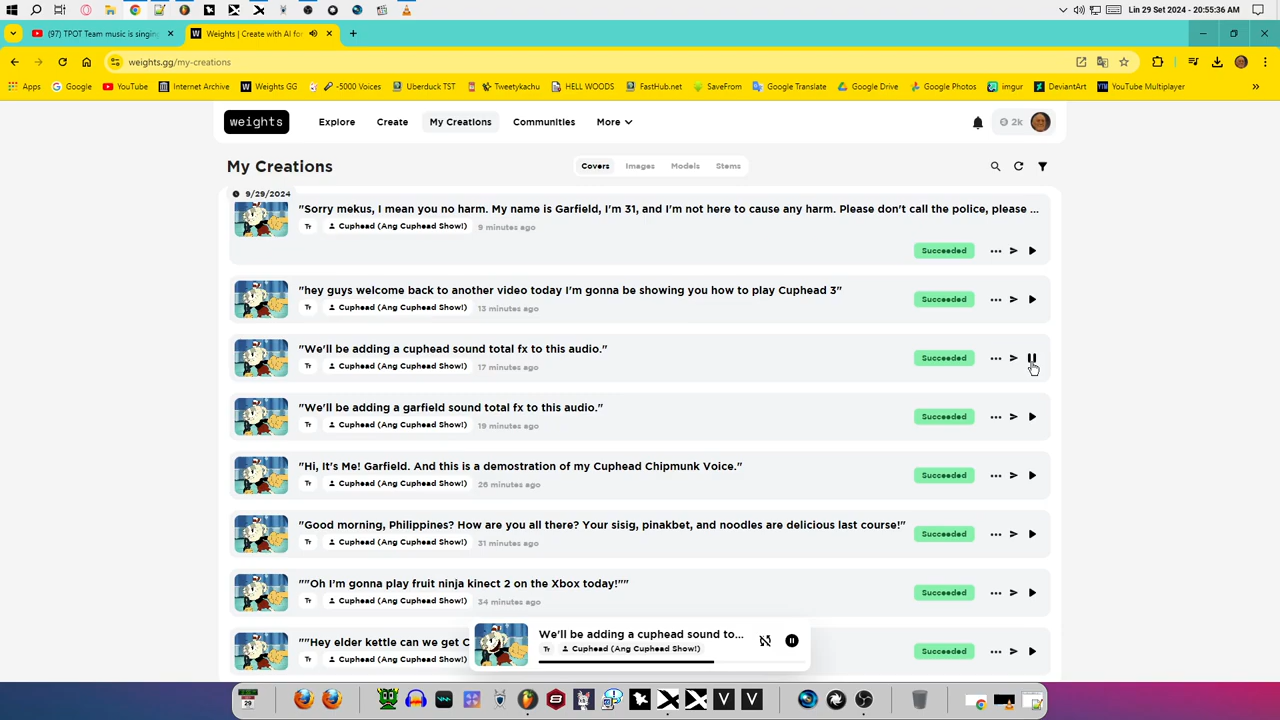 Lin 29 Set 2024 - 20:55:36 AM
(97) TPOT Team music is singing
Weights | Create with AI for
weights.gg/my-creations
Apps
Google
YouTube
Internet Archive
Weights GG
-5000 Voices
Uberduck TST
Tweetykachu
HELL WOODS
FastHub.net
SaveFrom
Google Translate
Google Drive
Google Photos
imgur
DeviantArt
YouTube Multiplayer
weights
Explore
Create
My Creations
Communities
More
2k
My Creations
Covers
Images
Models
Stems
9/29/2024
"Sorry mekus, I mean you no harm. My name is Garfield, I'm 31, and I'm not here to cause any harm. Please don't call the police, please ...
Tr Cuphead (Ang Cuphead Show!) 9 minutes ago
Succeeded
"hey guys welcome back to another video today I'm gonna be showing you how to play Cuphead 3"
Tr Cuphead (Ang Cuphead Show!) 13 minutes ago
Succeeded
"We'll be adding a cuphead sound total fx to this audio."
Tr Cuphead (Ang Cuphead Show!) 17 minutes ago
Succeeded
"We'll be adding a garfield sound total fx to this audio."
Tr Cuphead (Ang Cuphead Show!) 19 minutes ago
Succeeded
"Hi, It's Me! Garfield. And this is a demostration of my Cuphead Chipmunk Voice."
Tr Cuphead (Ang Cuphead Show!) 26 minutes ago
Succeeded
"Good morning, Philippines? How are you all there? Your sisig, pinakbet, and noodles are delicious last course!"
Tr Cuphead (Ang Cuphead Show!) 31 minutes ago
Succeeded
""Oh I'm gonna play fruit ninja kinect 2 on the Xbox today!""
Tr Cuphead (Ang Cuphead Show!) 34 minutes ago
Succeeded
""Hey elder kettle can we get C
Tr Cuphead (Ang Cuphead Show!)
Succeeded
We'll be adding a cuphead sound to...
Tr Cuphead (Ang Cuphead Show!)
29